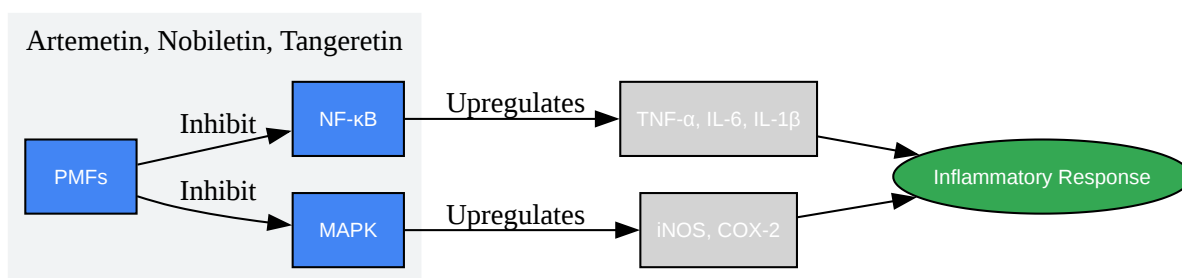 Artemetin, Nobiletin, Tangeretin
PMFs
Inhibit
Inhibit
NF-κB
MAPK
Upregulates
Upregulates
TNF-α, IL-6, IL-1β
iNOS, COX-2
Inflammatory Response